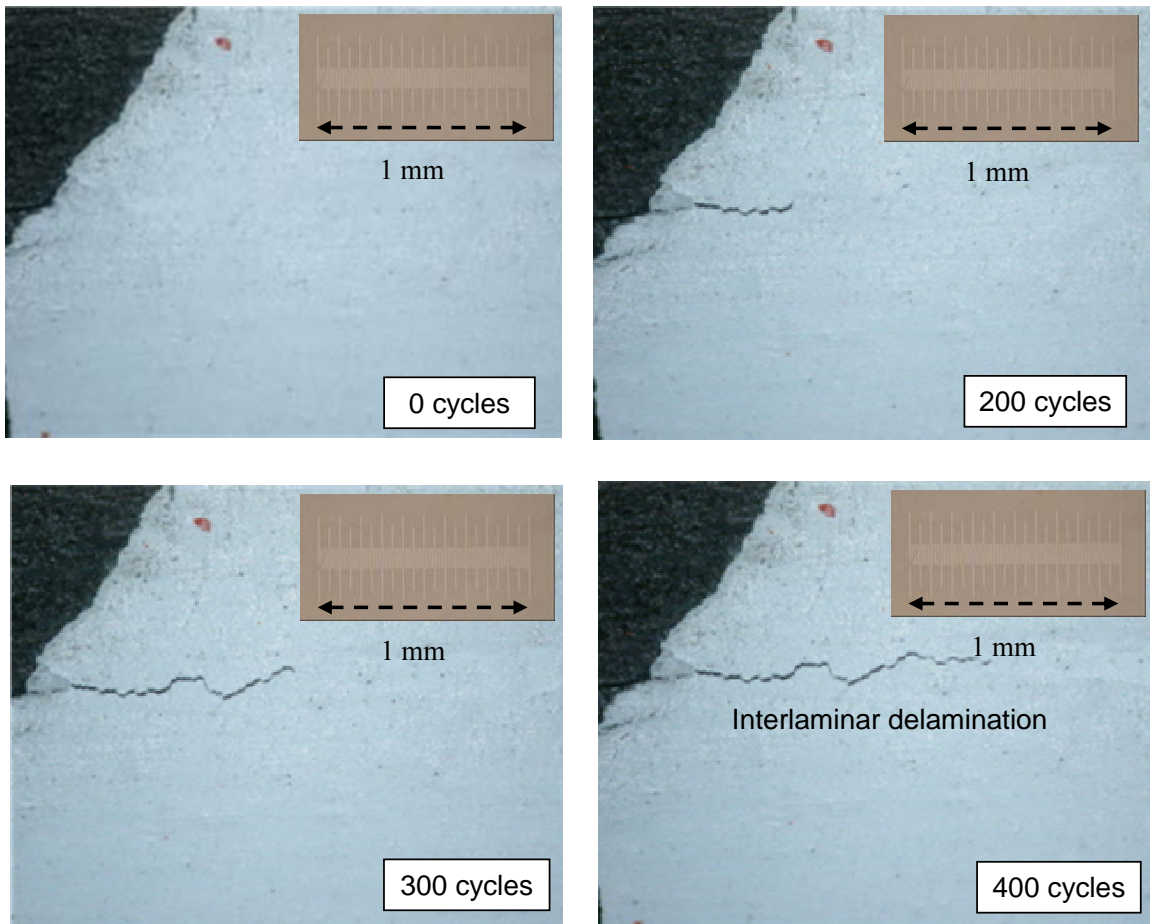 1 mm
0 cycles
1 mm
200 cycles
1 mm
300 cycles
1 mm
Interlaminar delamination
400 cycles